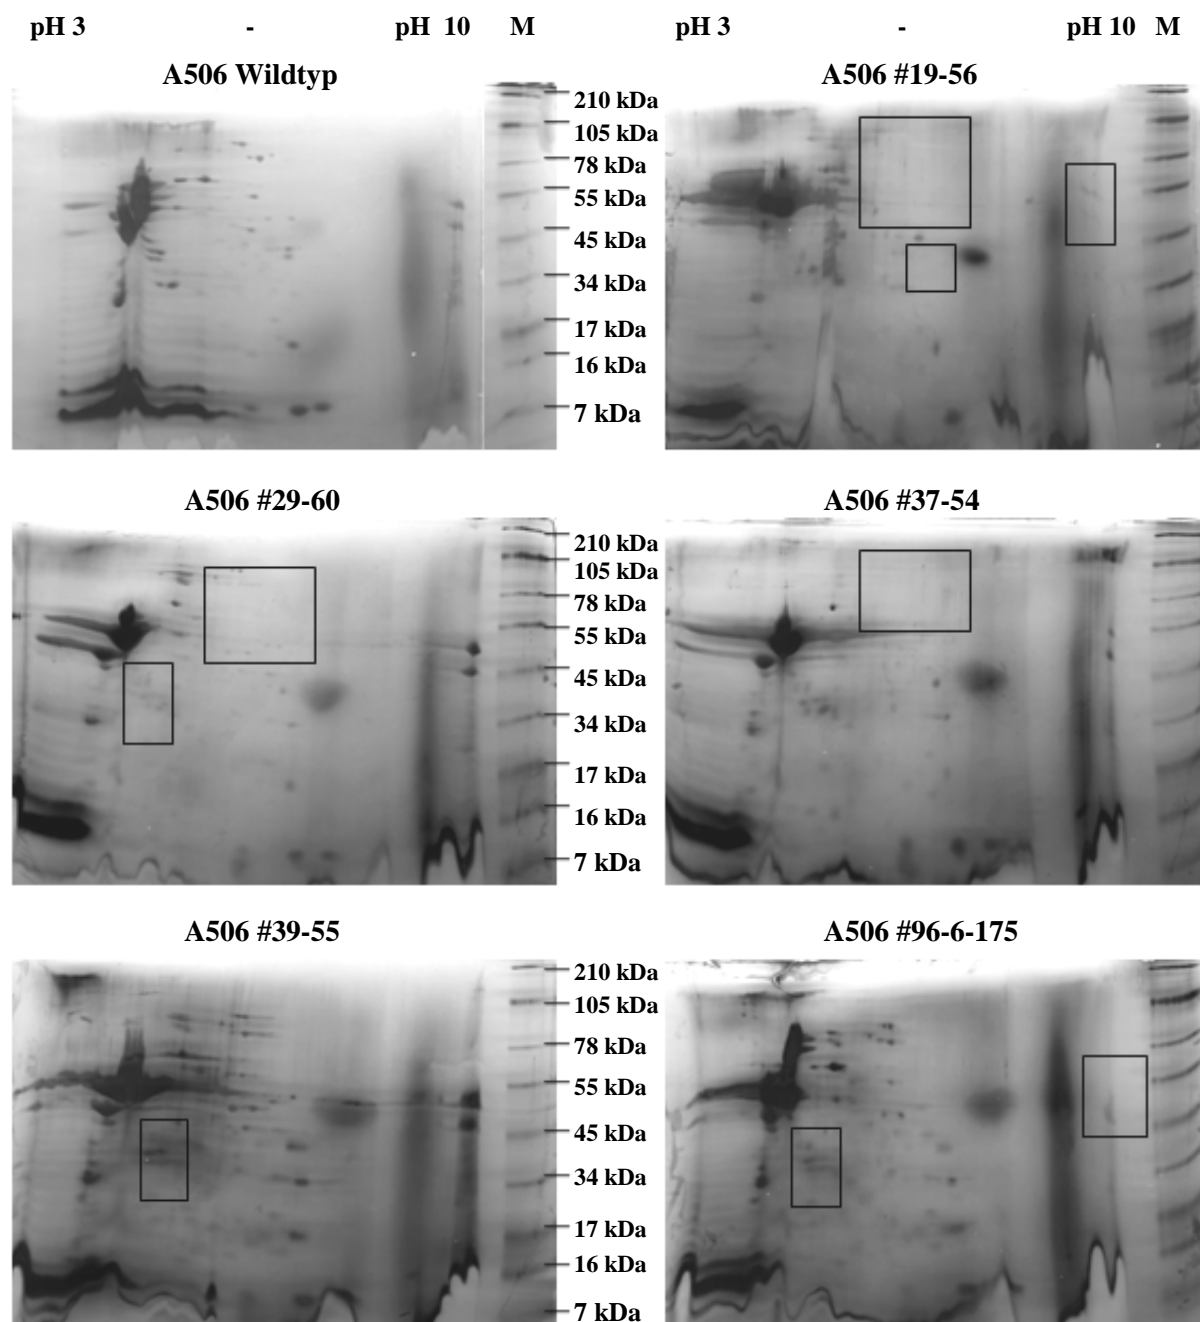 pH 3 - pH 10 M pH 3 - pH 10 M
A506 Wildtyp A506 #19-56
210 kDa
105 kDa
78 kDa
55 kDa
45 kDa
34 kDa
17 kDa
16 kDa
7 kDa
A506 #29-60 A506 #37-54
210 kDa
105 kDa
78 kDa
55 kDa
45 kDa
34 kDa
17 kDa
16 kDa
7 kDa
A506 #39-55 A506 #96-6-175
210 kDa
105 kDa
78 kDa
55 kDa
45 kDa
34 kDa
17 kDa
16 kDa
7 kDa